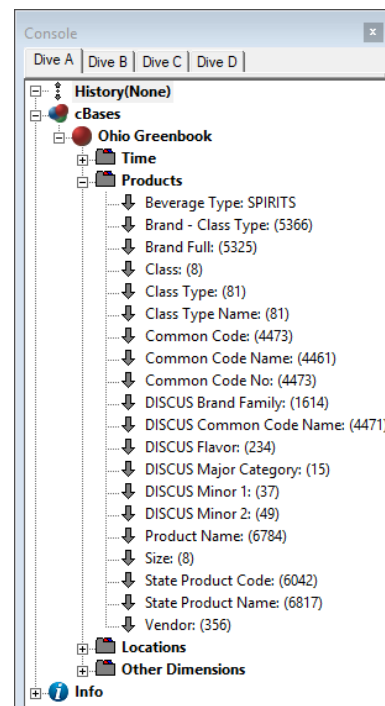 Console
x
Dive A Dive B Dive C Dive D
History(None)
cBases
Ohio Greenbook
Time
Products
Beverage Type: SPIRITS
Brand - Class Type: (5366)
Brand Full: (5325)
Class: (8)
Class Type: (81)
Class Type Name: (81)
Common Code: (4473)
Common Code Name: (4461)
Common Code No: (4473)
DISCUS Brand Family: (1614)
DISCUS Common Code Name: (4471)
DISCUS Flavor: (234)
DISCUS Major Category: (15)
DISCUS Minor 1: (37)
DISCUS Minor 2: (49)
Product Name: (6784)
Size: (8)
State Product Code: (6042)
State Product Name: (6817)
Vendor: (356)
Locations
Other Dimensions
Info